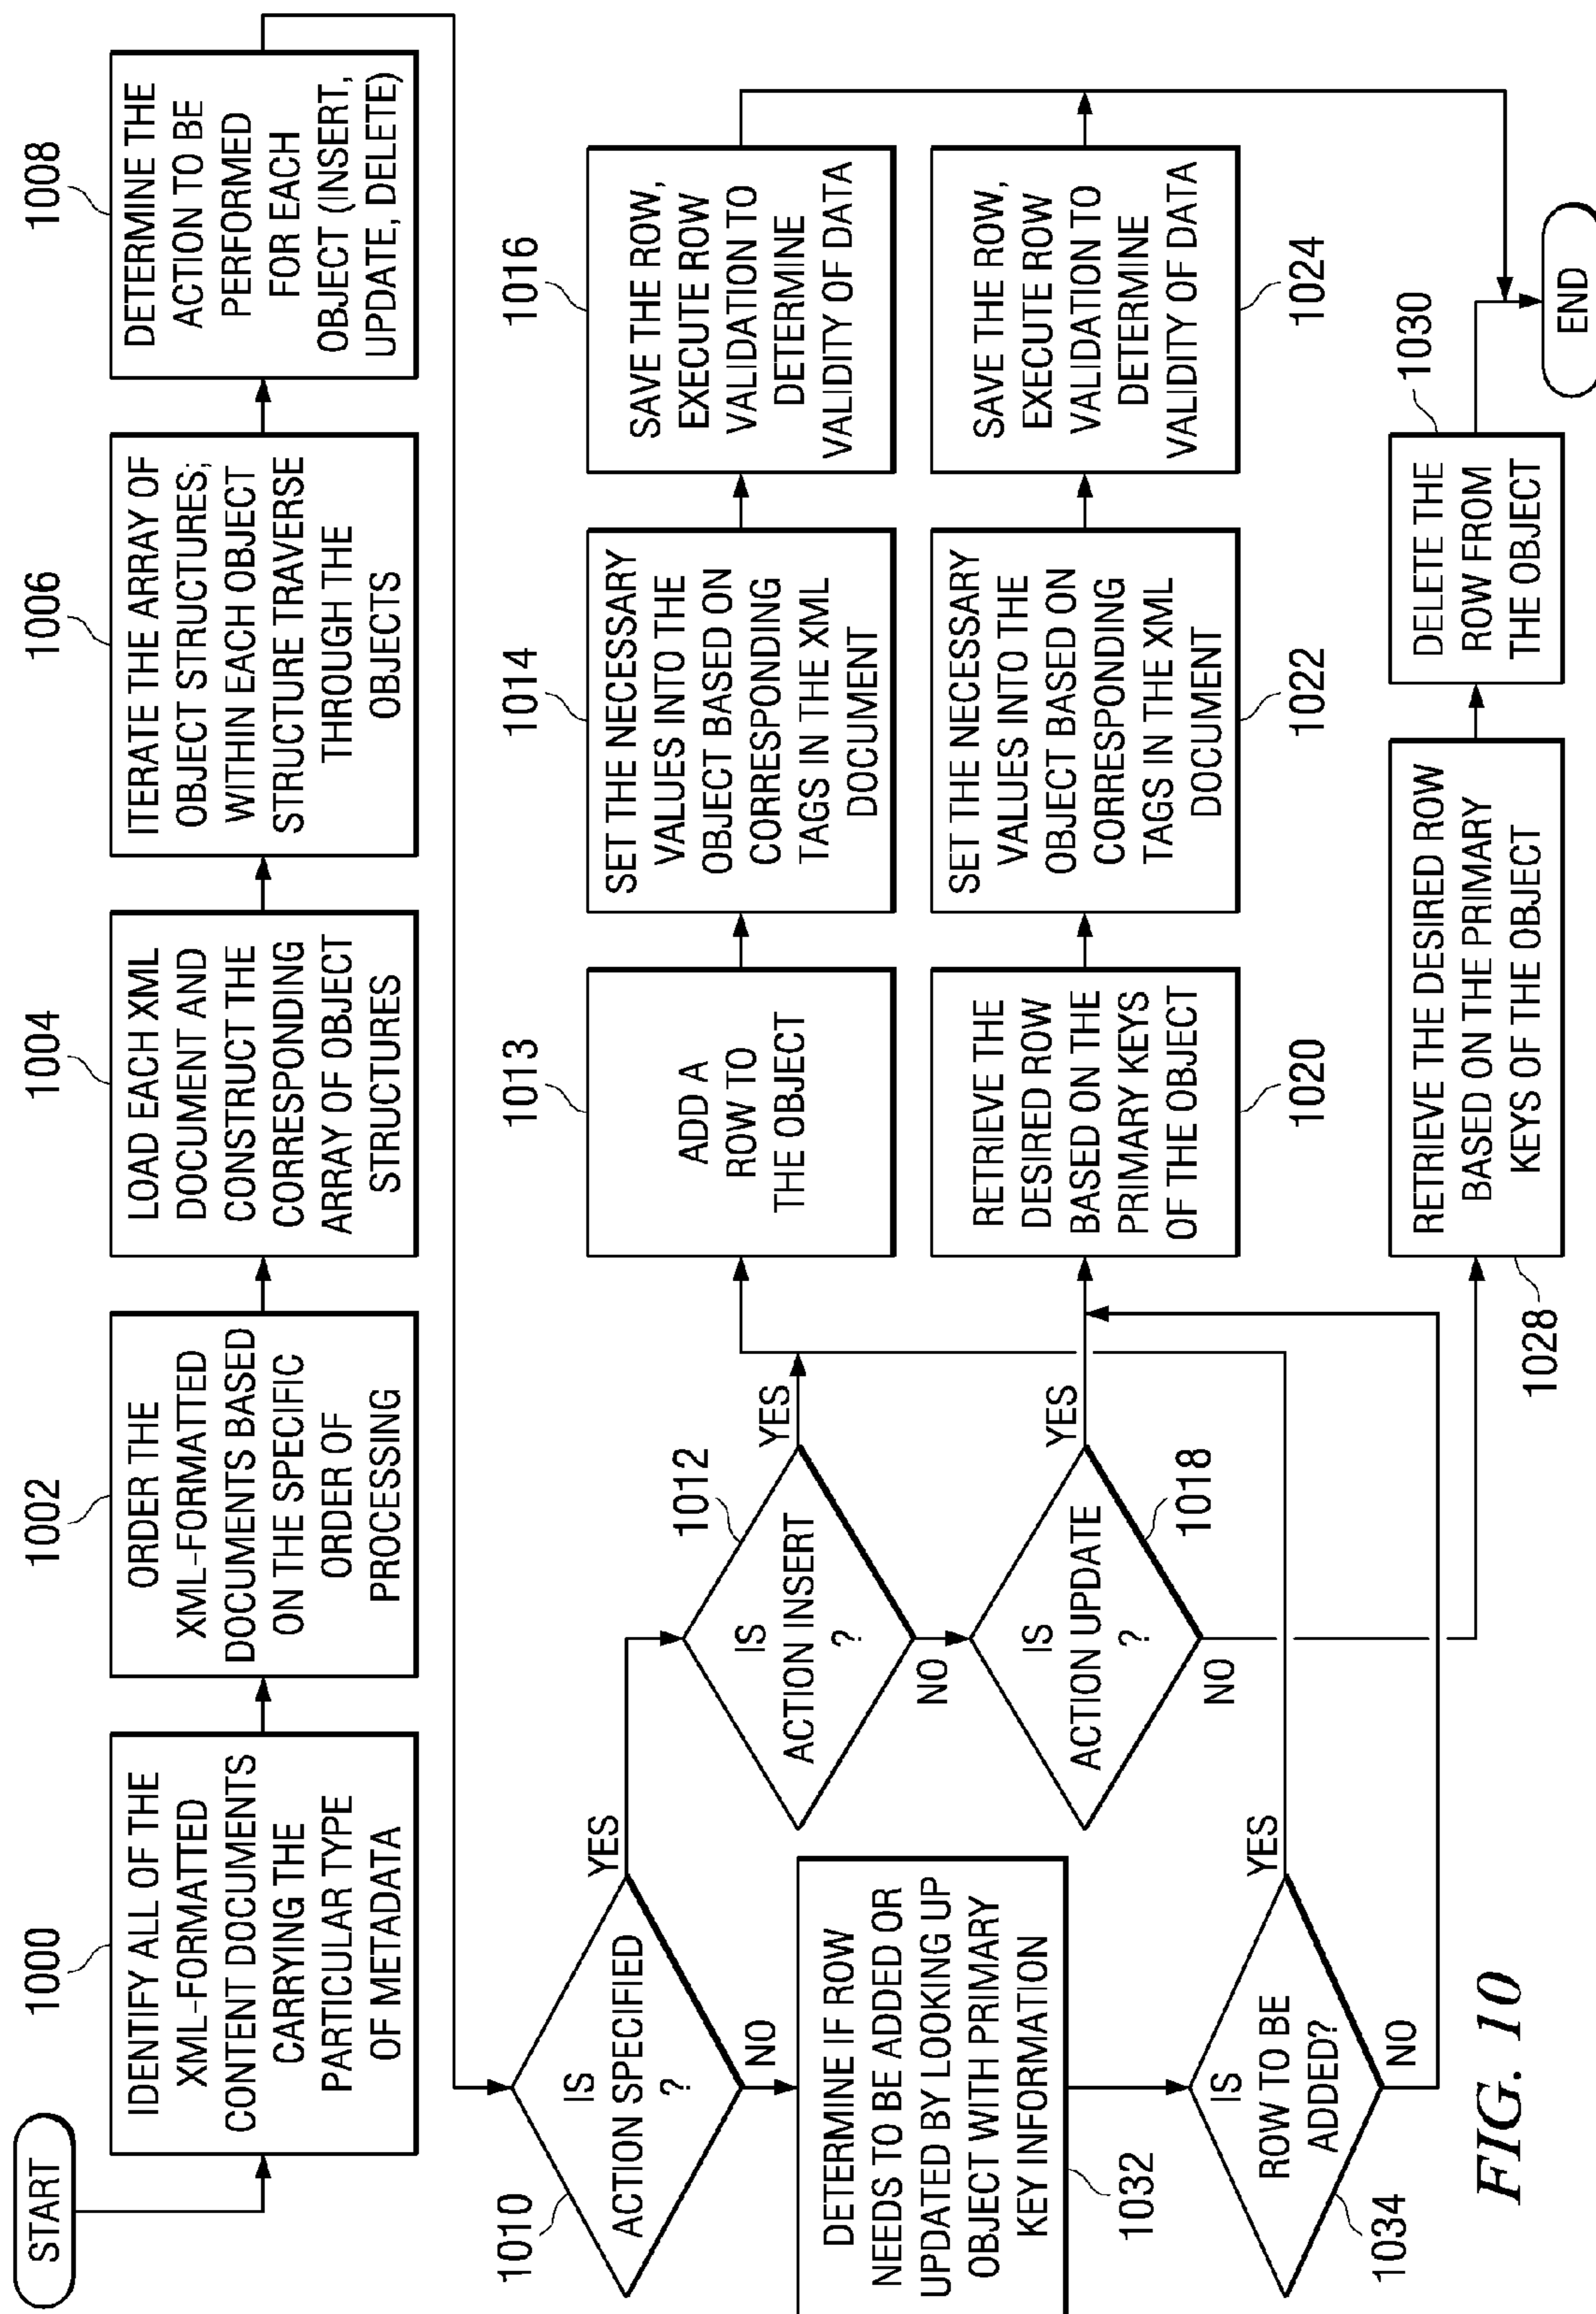 START
1000
IDENTIFY ALL OF THE
XML-FORMATTED
CONTENT DOCUMENTS
CARRYING THE
PARTICULAR TYPE
OF METADATA
1002
ORDER THE
XML-FORMATTED
DOCUMENTS BASED
ON THE SPECIFIC
ORDER OF
PROCESSING
1004
LOAD EACH XML
DOCUMENT AND
CONSTRUCT THE
CORRESPONDING
ARRAY OF OBJECT
STRUCTURES
1006
ITERATE THE ARRAY OF
OBJECT STRUCTURES;
WITHIN EACH OBJECT
STRUCTURE TRAVERSE
THROUGH THE
OBJECTS
1008
DETERMINE THE
ACTION TO BE
PERFORMED
FOR EACH
OBJECT (INSERT,
UPDATE, DELETE)
1010
IS
ACTION SPECIFIED
?
YES
NO
1012
IS
ACTION INSERT
?
YES
NO
1013
ADD A
ROW TO
THE OBJECT
1014
SET THE NECESSARY
VALUES INTO THE
OBJECT BASED ON
CORRESPONDING
TAGS IN THE XML
DOCUMENT
1016
SAVE THE ROW,
EXECUTE ROW
VALIDATION TO
DETERMINE
VALIDITY OF DATA
IS
ACTION UPDATE
?
1018
YES
NO
RETRIEVE THE
DESIRED ROW
BASED ON THE
PRIMARY KEYS
OF THE OBJECT
1020
SET THE NECESSARY
VALUES INTO THE
OBJECT BASED ON
CORRESPONDING
TAGS IN THE XML
DOCUMENT
1022
SAVE THE ROW,
EXECUTE ROW
VALIDATION TO
DETERMINE
VALIDITY OF DATA
1024
DETERMINE IF ROW
NEEDS TO BE ADDED OR
UPDATED BY LOOKING UP
OBJECT WITH PRIMARY
KEY INFORMATION
1032
IS
ROW TO BE
ADDED?
1034
YES
NO
RETRIEVE THE DESIRED ROW
BASED ON THE PRIMARY
KEYS OF THE OBJECT
1028
1030
DELETE THE
ROW FROM
THE OBJECT
END
FIG. 10